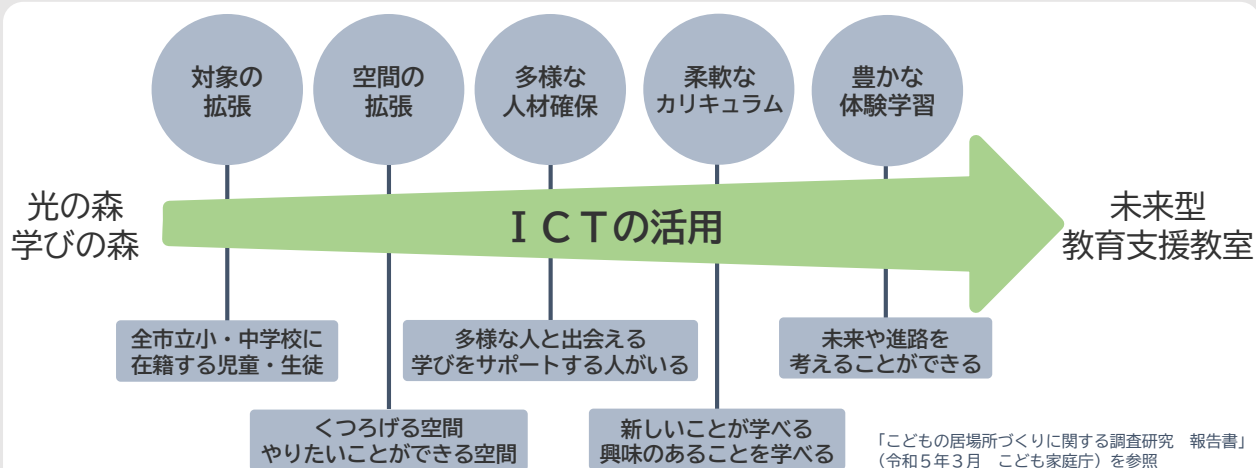 対象の
拡張
空間の
拡張
多様な
人材確保
柔軟な
カリキュラム
豊かな
体験学習
光の森
学びの森
ＩＣＴの活用
未来型
教育支援教室
全市立小・中学校に
在籍する児童・生徒
多様な人と出会える
学びをサポートする人がいる
未来や進路を
考えることができる
くつろげる空間
やりたいことができる空間
新しいことが学べる
興味のあることを学べる
「こどもの居場所づくりに関する調査研究　報告書」
（令和５年３月　こども家庭庁）を参照